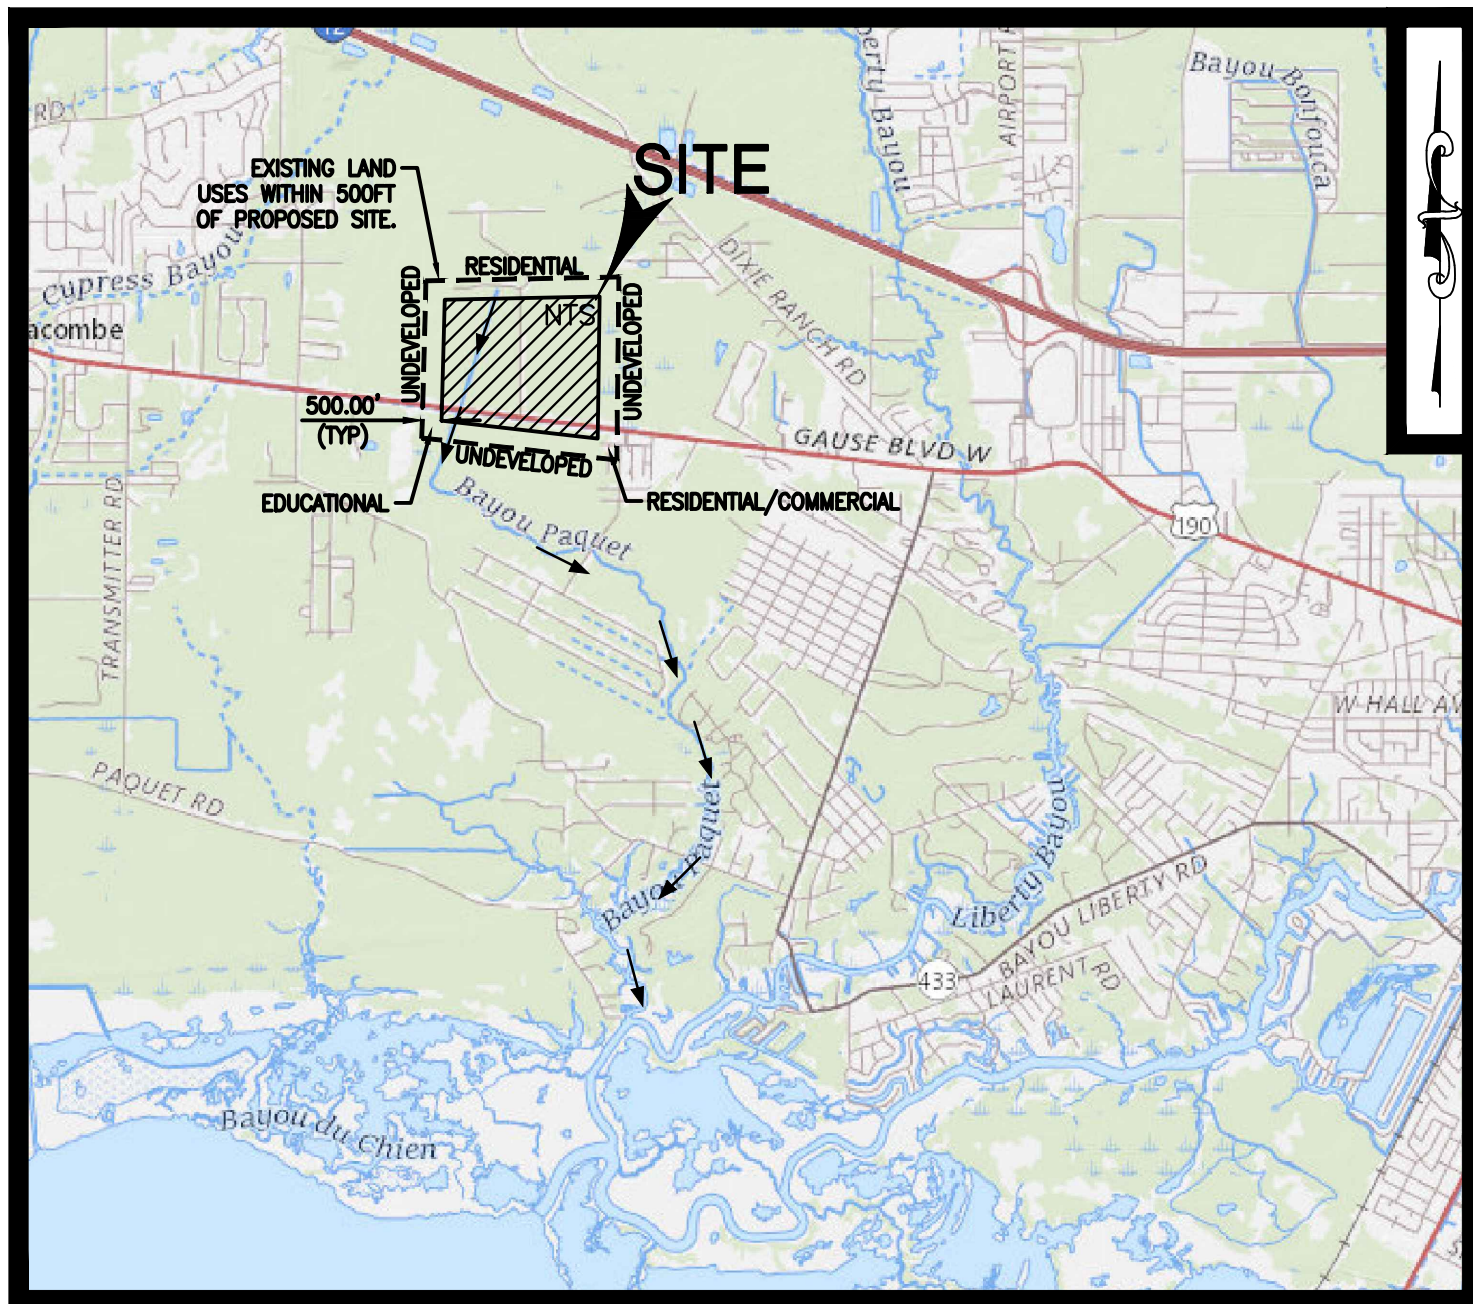 12
Bayou Bonfouca
RD
AIRPORT
Bayou
SITE
EXISTING LAND
USES WITHIN 500FT
OF PROPOSED SITE.
Cypress Bayou
RESIDENTIAL
DIXIE RANCH RD
UNDEVELOPED
UNDEVELOPED
NTS
acombe
500.00'
(TYP)
GAUSE BLVD W
UNDEVELOPED
EDUCATIONAL
RESIDENTIAL/COMMERCIAL
Bayou Paquet
190
TRANSMITTER RD
W HALL AV
PAQUET RD
Bayou Paquet
Liberty Bayou
BAYOU LIBERTY RD
433
LAURENT RD
Bayou du Chien